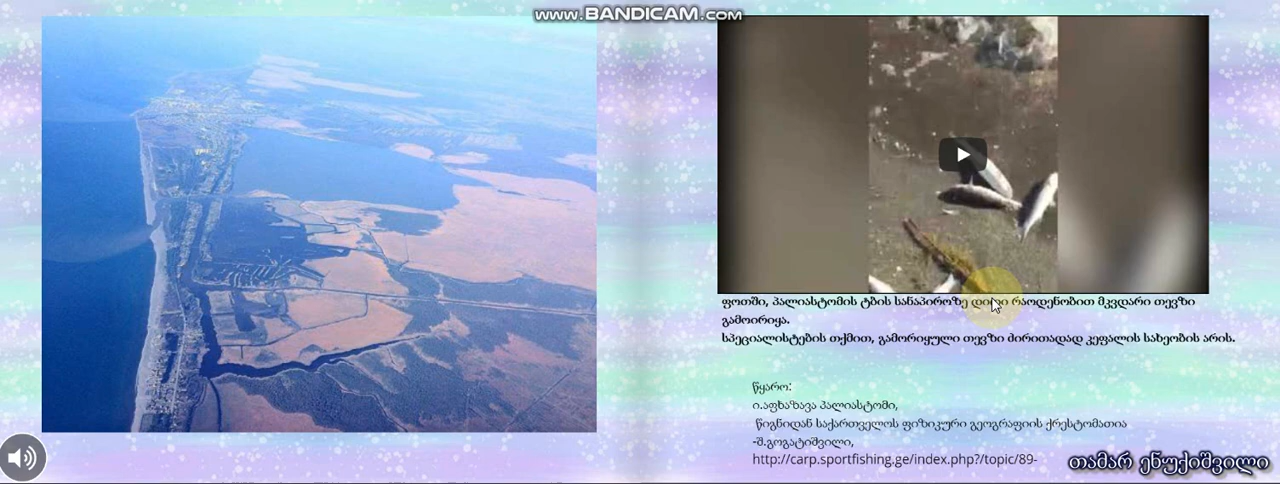 www.BANDICAM.com
ფოთში, პალიასტომის ტბის სანაპიროზე დიდი რაოდენობით მკვდარი თევზი
გამოირიყა.
სპეციალისტების თქმით, გამორიყული თევზი ძირითადად კეფალის სახეობის არის.
წყარო:
ი.აფხაზავა პალიასტომი,
წიგნიდან საქართველოს ფიზიკური გეოგრაფიის ქრესტომათია
-შ.გოგატიშვილი,
http://carp.sportfishing.ge/index.php?/topic/89-
თამარ ენუქიშვილი